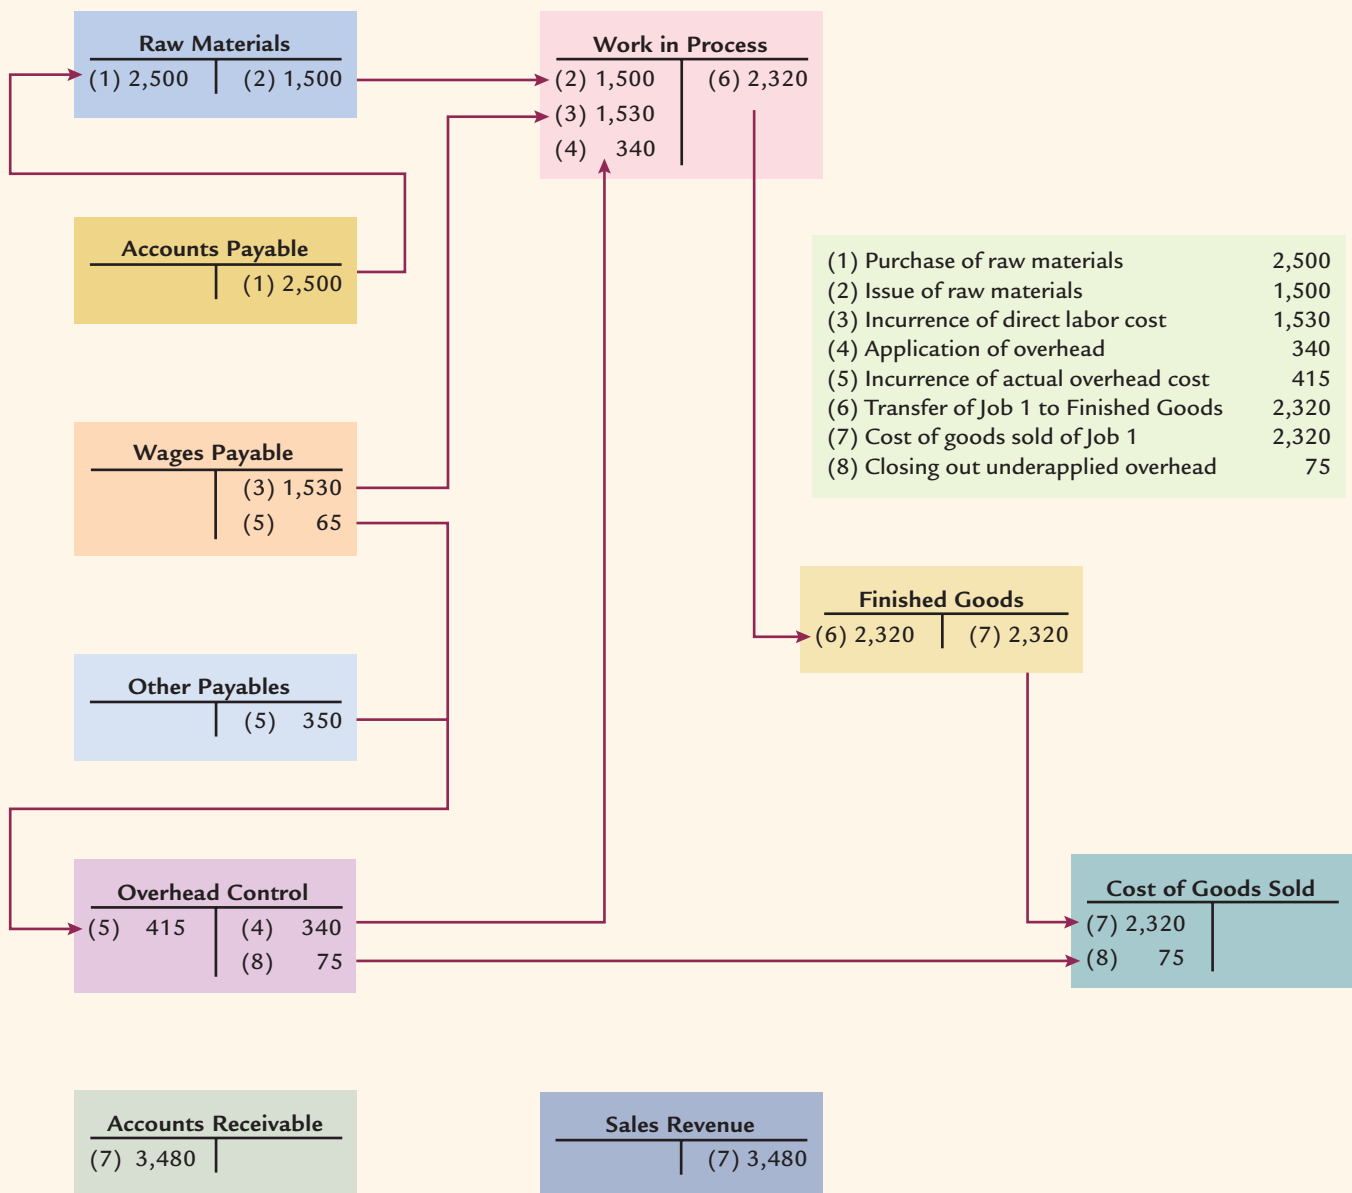 Raw Materials
(1) 2,500 (2) 1,500
Work in Process
(2) 1,500 (6) 2,320
(3) 1,530
(4) 340
Accounts Payable
(1) 2,500
(1) Purchase of raw materials 2,500
(2) Issue of raw materials 1,500
(3) Incurrence of direct labor cost 1,530
(4) Application of overhead 340
(5) Incurrence of actual overhead cost 415
(6) Transfer of Job 1 to Finished Goods 2,320
(7) Cost of goods sold of Job 1 2,320
(8) Closing out underapplied overhead 75
Wages Payable
(3) 1,530
(5) 65
Finished Goods
(6) 2,320 (7) 2,320
Other Payables
(5) 350
Overhead Control
(5) 415 (4) 340
(8) 75
Cost of Goods Sold
(7) 2,320
(8) 75
Accounts Receivable
(7) 3,480
Sales Revenue
(7) 3,480